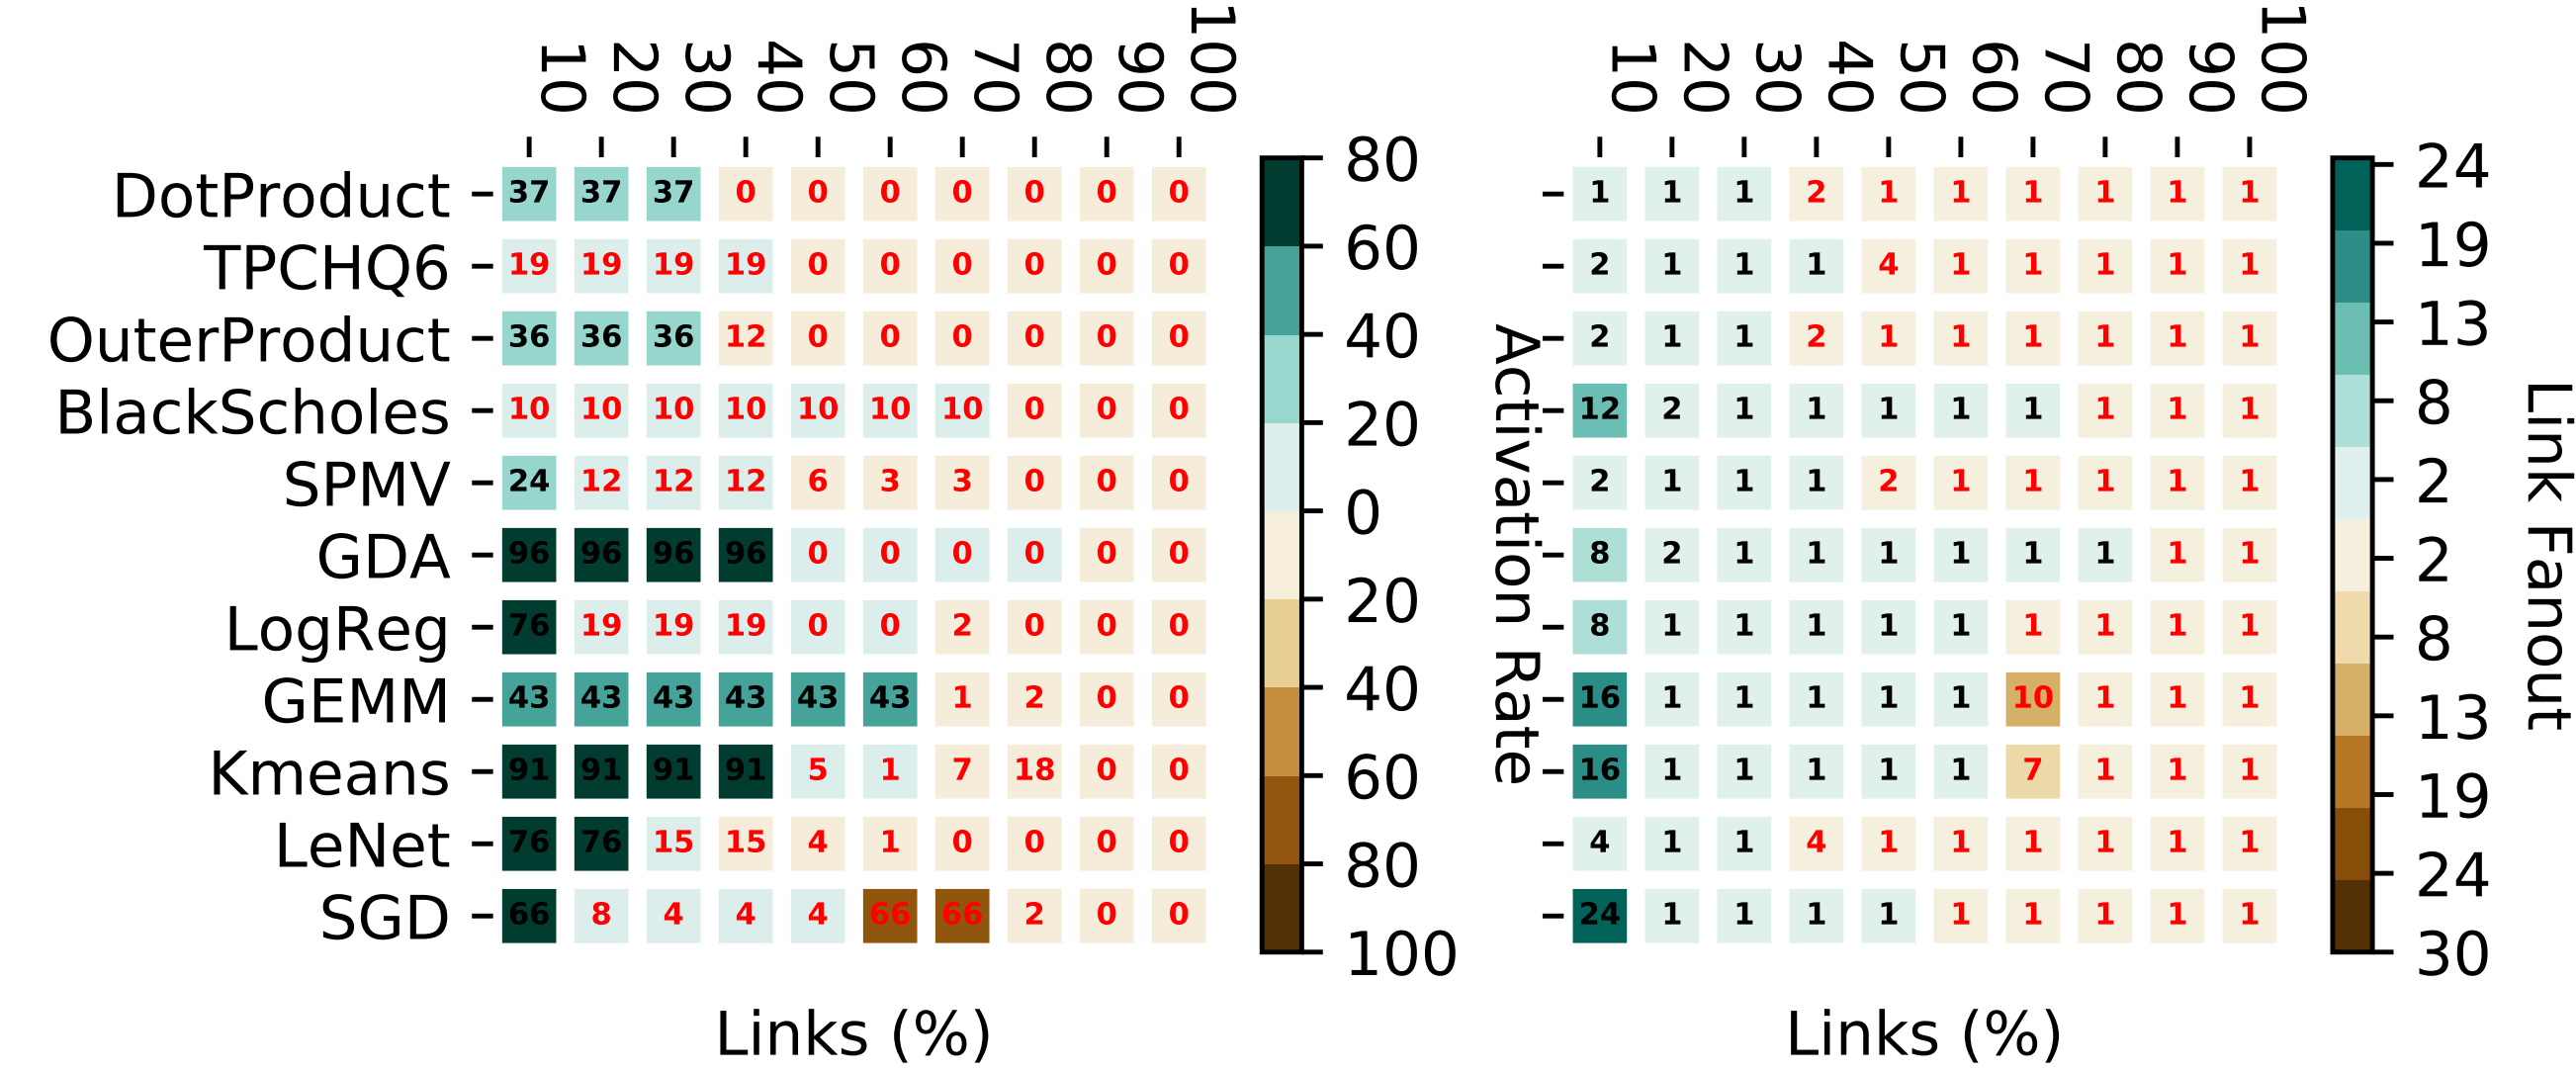 10 20 30 40 50 60 70 80 90 100
DotProduct 37 37 37 0 0 0 0 0 0 0
TPCHQ6 19 19 19 19 0 0 0 0 0 0
OuterProduct 36 36 36 12 0 0 0 0 0 0
BlackScholes 10 10 10 10 10 10 10 0 0 0
SPMV 24 12 12 12 6 3 3 0 0 0
GDA 96 96 96 96 0 0 0 0 0 0
LogReg 76 19 19 19 0 0 2 0 0 0
GEMM 43 43 43 43 43 43 1 2 0 0
Kmeans 91 91 91 91 5 1 7 18 0 0
LeNet 76 76 15 15 4 1 0 0 0 0
SGD 66 8 4 4 4 66 66 2 0 0
Links (%)
80
60
40
20
0
20
40
60
80
100
Activation Rate
10 20 30 40 50 60 70 80 90 100
1 1 1 2 1 1 1 1 1 1
2 1 1 1 4 1 1 1 1 1
2 1 1 2 1 1 1 1 1 1
12 2 1 1 1 1 1 1 1 1
2 1 1 1 2 1 1 1 1 1
8 2 1 1 1 1 1 1 1 1
8 1 1 1 1 1 1 1 1 1
16 1 1 1 1 1 10 1 1 1
16 1 1 1 1 1 7 1 1 1
4 1 1 4 1 1 1 1 1 1
24 1 1 1 1 1 1 1 1 1
Links (%)
24
19
13
8
2
2
8
13
19
24
30
Link Fanout